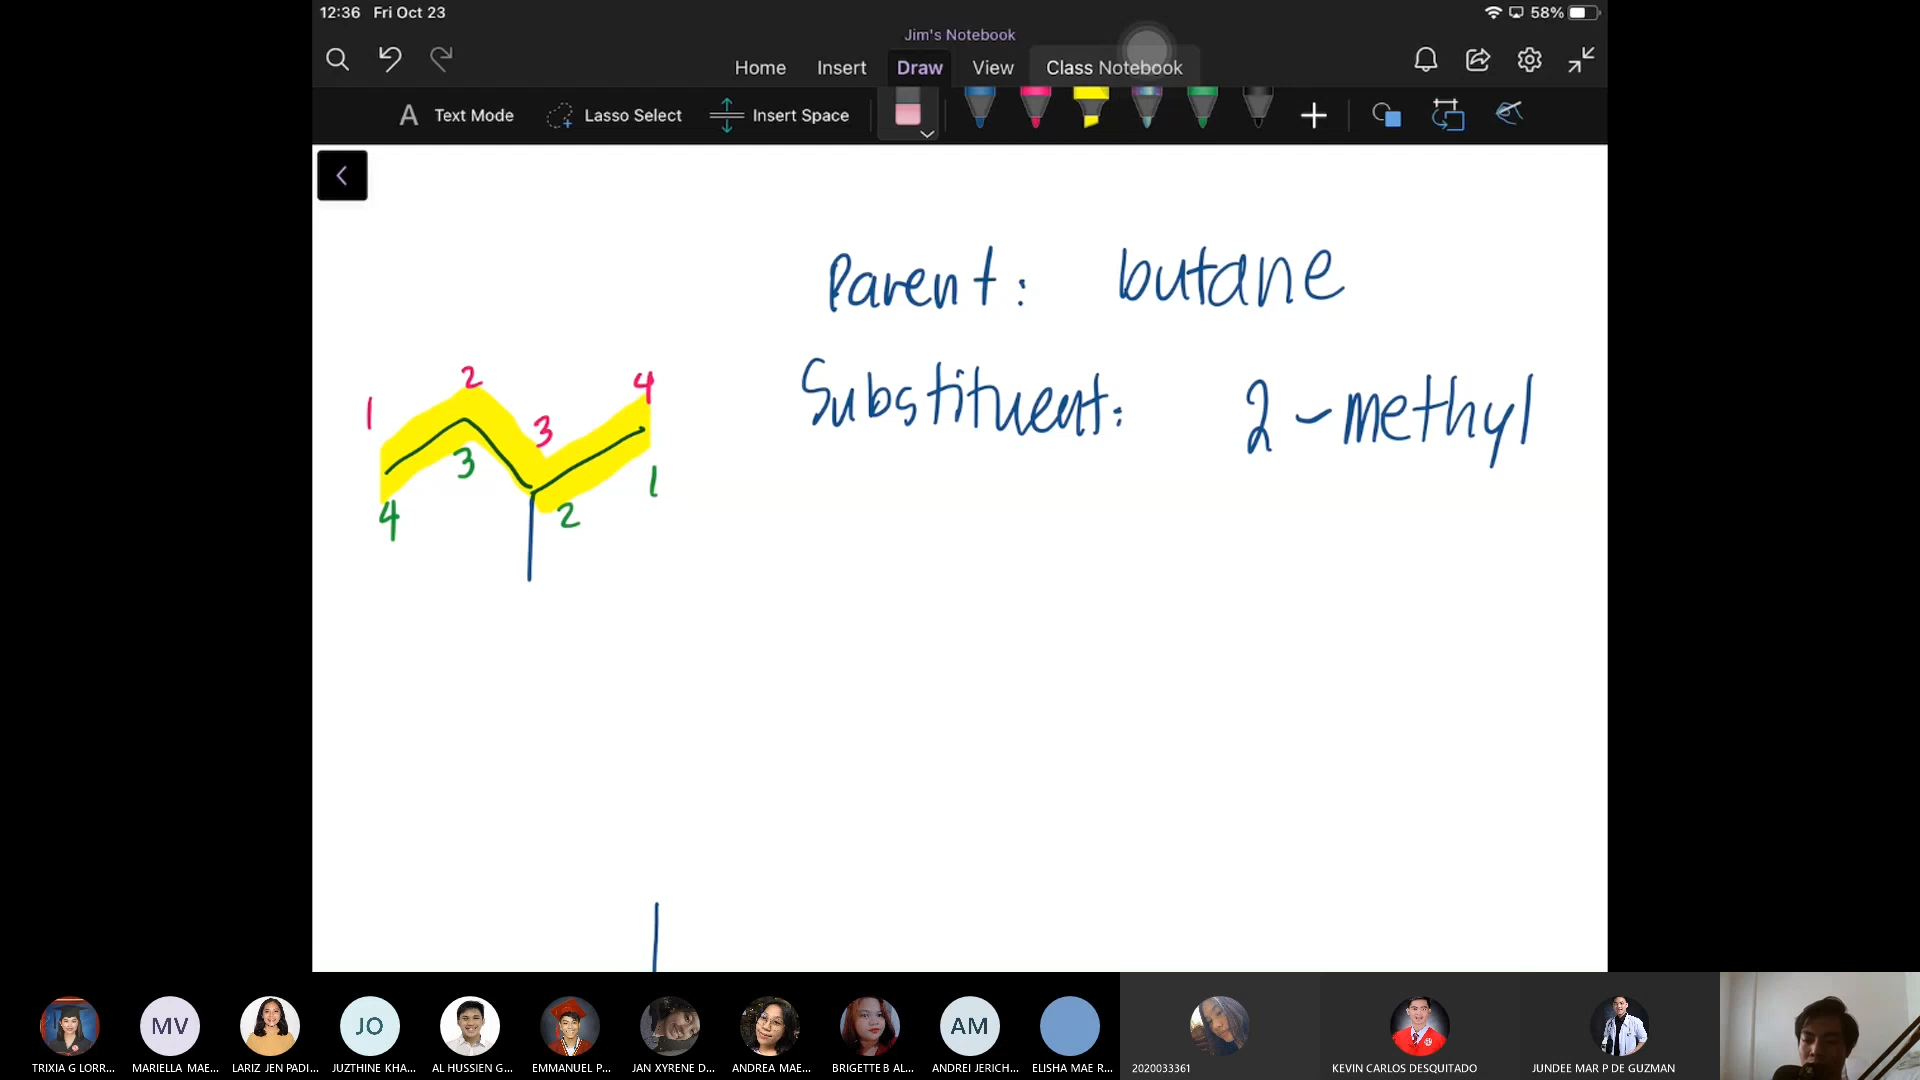 12:36 Fri Oct 23 58%
Jim's Notebook
Home Insert Draw View Class Notebook
A Text Mode Lasso Select Insert Space
Parent: butane
Substituent: 2-methyl
1 2 3 4
4 3 2 1
MV JO AM
TRIXIA G LORR... MARIELLA MAE... LARIZ JEN PADI... JUZTHINE KHA... AL HUSSIEN G... EMMANUEL P... JAN XYRENE D... ANDREA MAE... BRIGETTE B AL... ANDREI JERICH... ELISHA MAE R... 2020033361 KEVIN CARLOS DESQUITADO JUNDEE MAR P DE GUZMAN